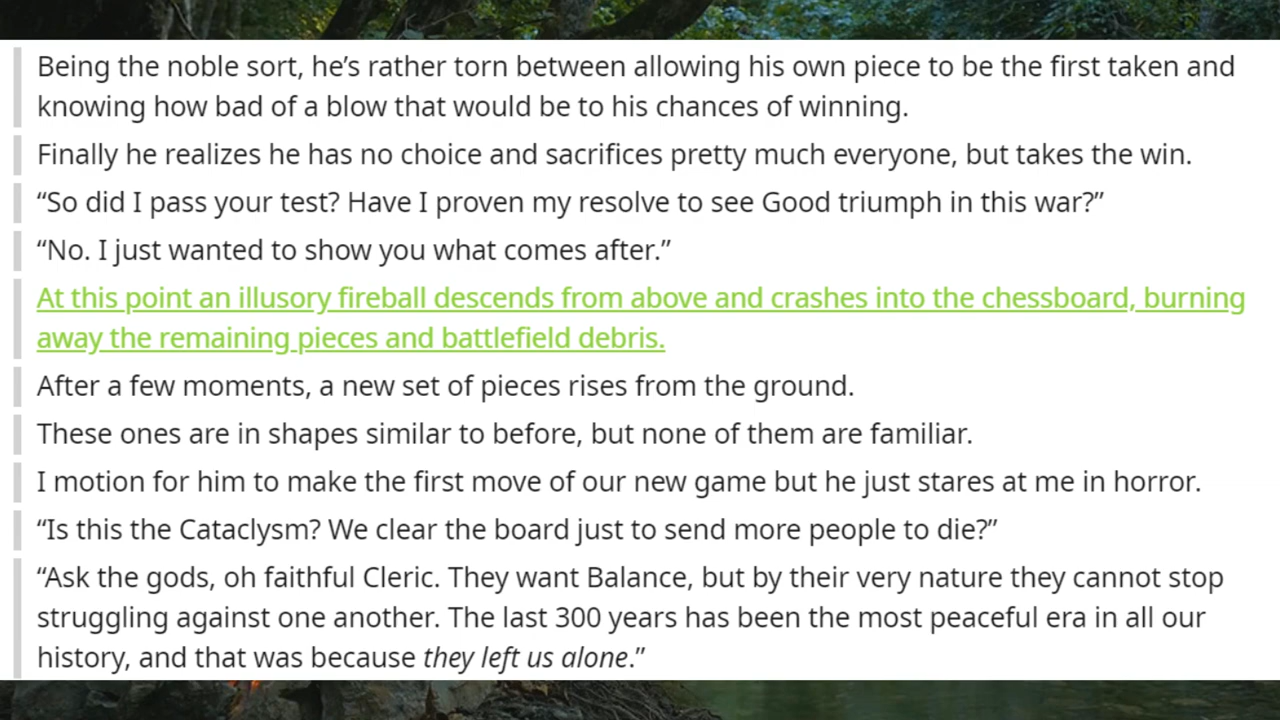 Being the noble sort, he’s rather torn between allowing his own piece to be the first taken and
knowing how bad of a blow that would be to his chances of winning.
Finally he realizes he has no choice and sacrifices pretty much everyone, but takes the win.
“So did I pass your test? Have I proven my resolve to see Good triumph in this war?”
“No. I just wanted to show you what comes after.”
At this point an illusory fireball descends from above and crashes into the chessboard, burning
away the remaining pieces and battlefield debris.
After a few moments, a new set of pieces rises from the ground.
These ones are in shapes similar to before, but none of them are familiar.
I motion for him to make the first move of our new game but he just stares at me in horror.
“Is this the Cataclysm? We clear the board just to send more people to die?”
“Ask the gods, oh faithful Cleric. They want Balance, but by their very nature they cannot stop
struggling against one another. The last 300 years has been the most peaceful era in all our
history, and that was because they left us alone.”